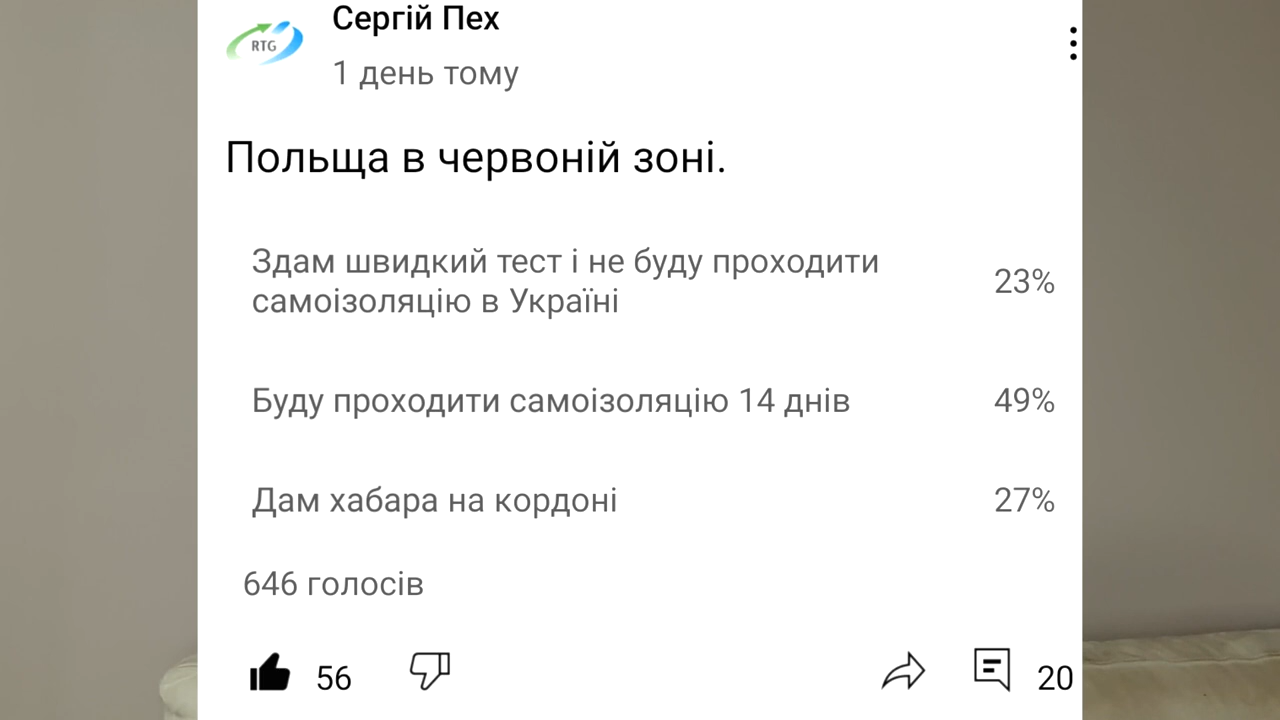 RTG
Сергій Пех
1 день тому
Польща в червоній зоні.
Здам швидкий тест і не буду проходити
самоізоляцію в Україні
23%
Буду проходити самоізоляцію 14 днів
49%
Дам хабара на кордоні
27%
646 голосів
56
20